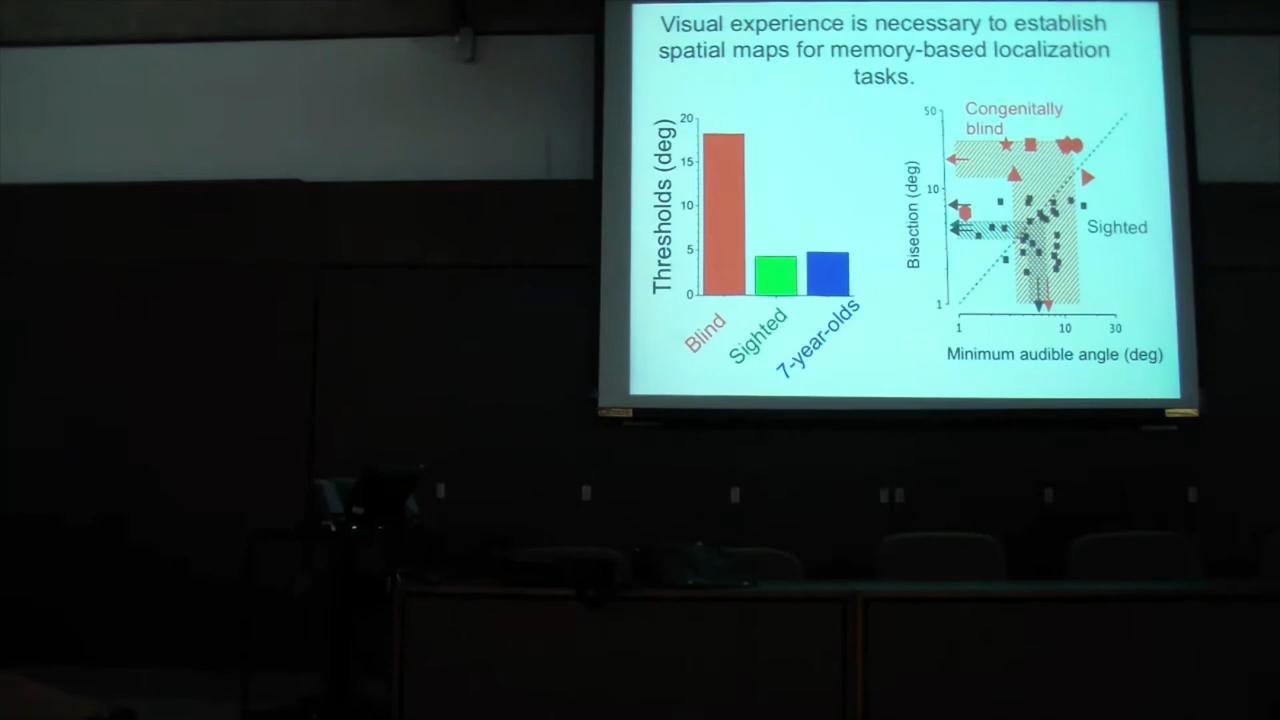 Visual experience is necessary to establish
spatial maps for memory-based localization
tasks.
Thresholds (deg)
20
15
10
5
0
Blind
Sighted
7-year-olds
Congenitally
blind
Sighted
Bisection (deg)
50
10
1
1
10
30
Minimum audible angle (deg)